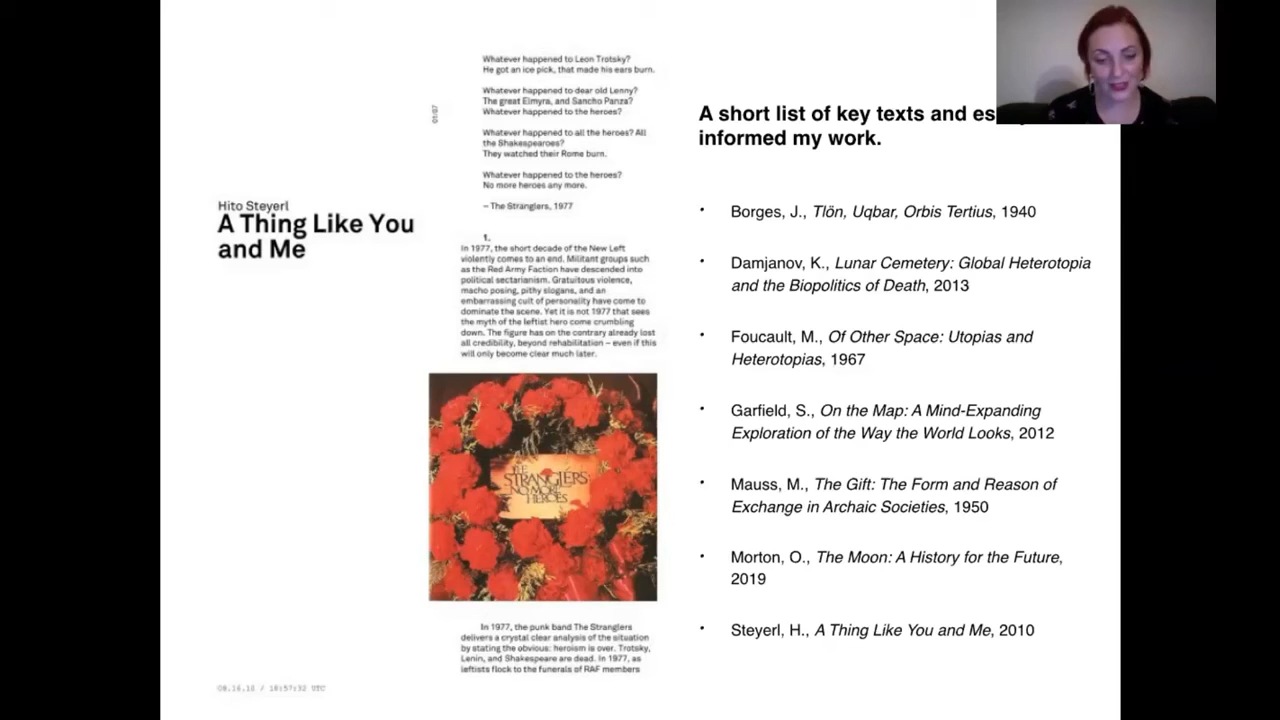 Hito Steyerl
A Thing Like You
and Me
01/07
Whatever happened to Leon Trotsky?
He got an ice pick, that made his ears burn.
Whatever happened to dear old Lenny?
The great Elmyra, and Sancho Panza?
Whatever happened to the heroes?
Whatever happened to all the heroes? All
the Shakespearoes?
They watched their Rome burn.
Whatever happened to the heroes?
No more heroes any more.
– The Stranglers, 1977
1.
In 1977, the short decade of the New Left
violently comes to an end. Militant groups such
as the Red Army Faction have descended into
political sectarianism. Gratuitous violence,
macho posing, pithy slogans, and an
embarrassing cult of personality have come to
dominate the scene. Yet it is not 1977 that sees
the myth of the leftist hero come crumbling
down. The figure has on the contrary already lost
all credibility, beyond rehabilitation – even if this
will only become clear much later.
THE
STRANGLERS
NO MORE
HEROES
In 1977, the punk band The Stranglers
delivers a crystal clear analysis of the situation
by stating the obvious: heroism is over. Trotsky,
Lenin, and Shakespeare are dead. In 1977, as
leftists flock to the funerals of RAF members
08.16.10 / 18:57:32 UTC
A short list of key texts and es
informed my work.
• Borges, J., Tlön, Uqbar, Orbis Tertius, 1940
• Damjanov, K., Lunar Cemetery: Global Heterotopia
and the Biopolitics of Death, 2013
• Foucault, M., Of Other Space: Utopias and
Heterotopias, 1967
• Garfield, S., On the Map: A Mind-Expanding
Exploration of the Way the World Looks, 2012
• Mauss, M., The Gift: The Form and Reason of
Exchange in Archaic Societies, 1950
• Morton, O., The Moon: A History for the Future,
2019
• Steyerl, H., A Thing Like You and Me, 2010